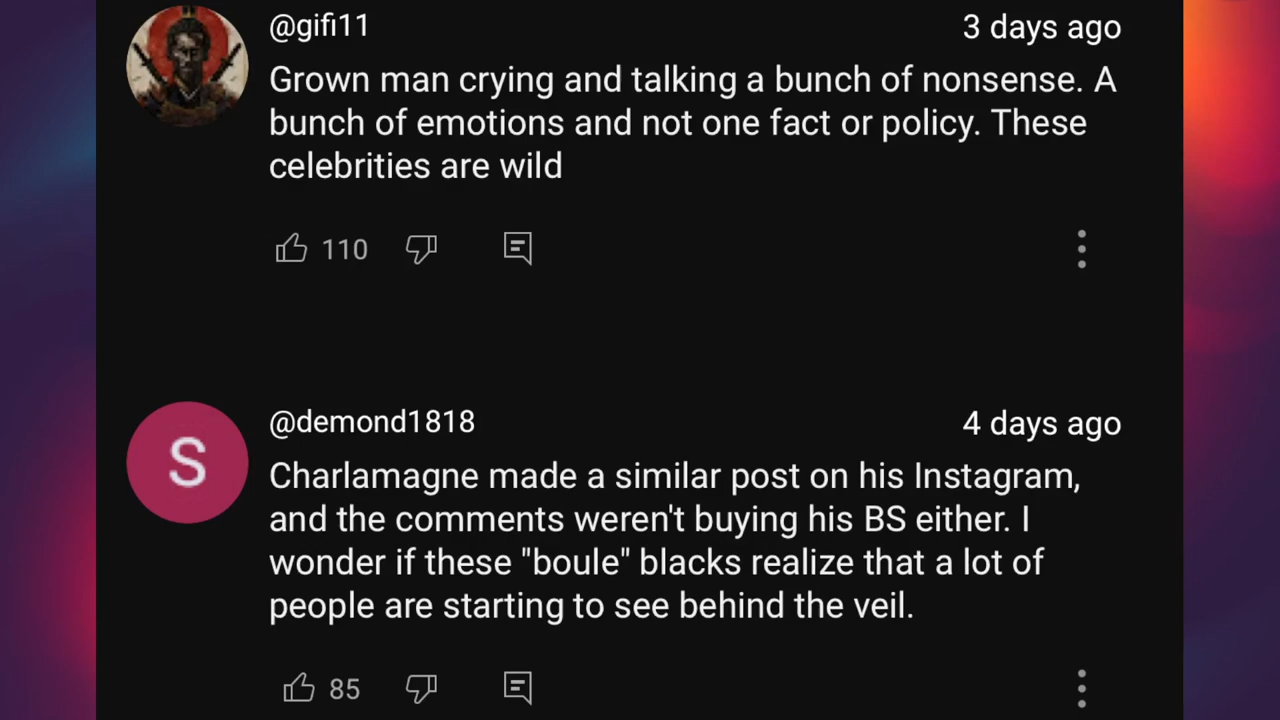 @gifi11
3 days ago
Grown man crying and talking a bunch of nonsense. A
bunch of emotions and not one fact or policy. These
celebrities are wild
110
S
@demond1818
4 days ago
Charlamagne made a similar post on his Instagram,
and the comments weren't buying his BS either. I
wonder if these "boule" blacks realize that a lot of
people are starting to see behind the veil.
85